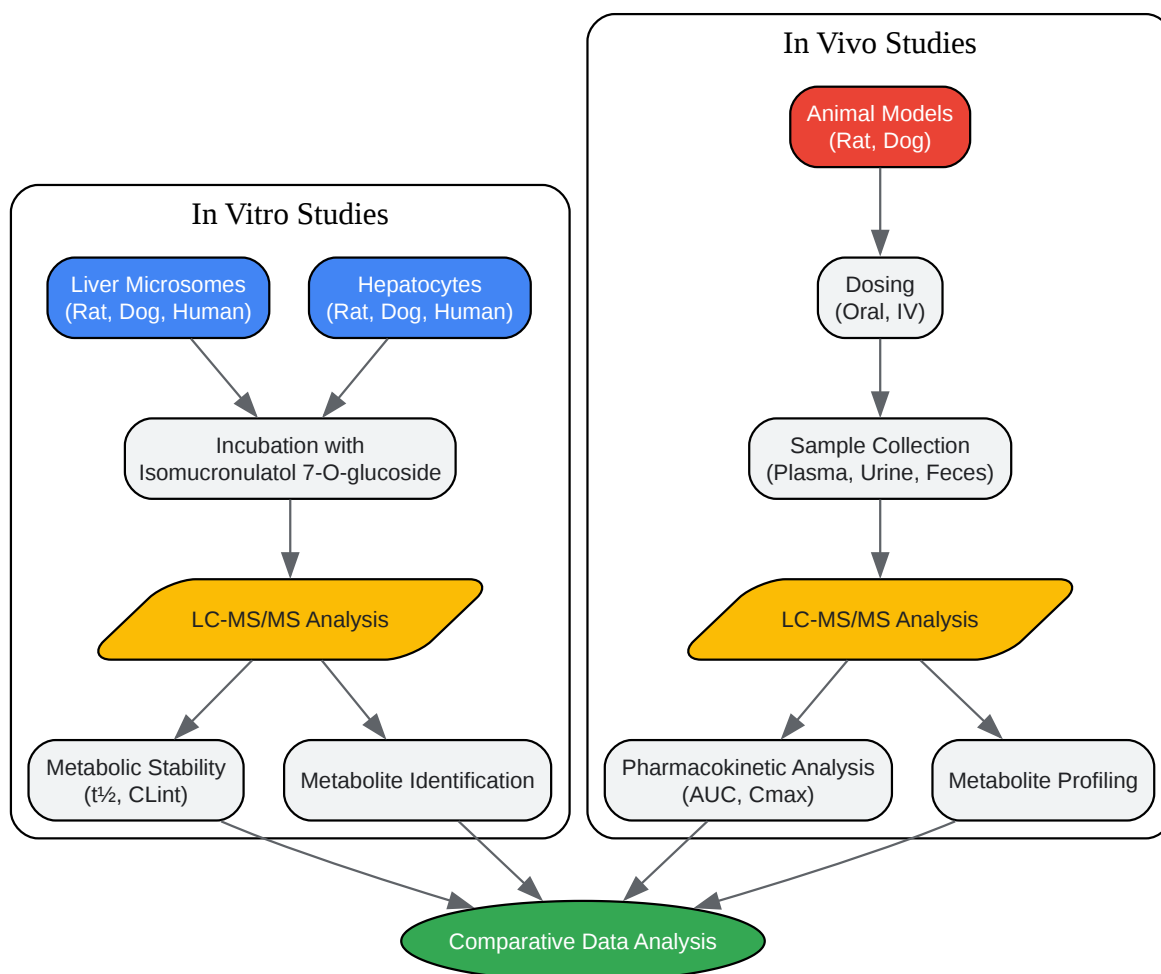 In Vitro Studies
Liver Microsomes
(Rat, Dog, Human)
Hepatocytes
(Rat, Dog, Human)
Incubation with
Isomucronulatol 7-O-glucoside
LC-MS/MS Analysis
Metabolic Stability
(t½, CLint)
Metabolite Identification
In Vivo Studies
Animal Models
(Rat, Dog)
Dosing
(Oral, IV)
Sample Collection
(Plasma, Urine, Feces)
LC-MS/MS Analysis
Pharmacokinetic Analysis
(AUC, Cmax)
Metabolite Profiling
Comparative Data Analysis